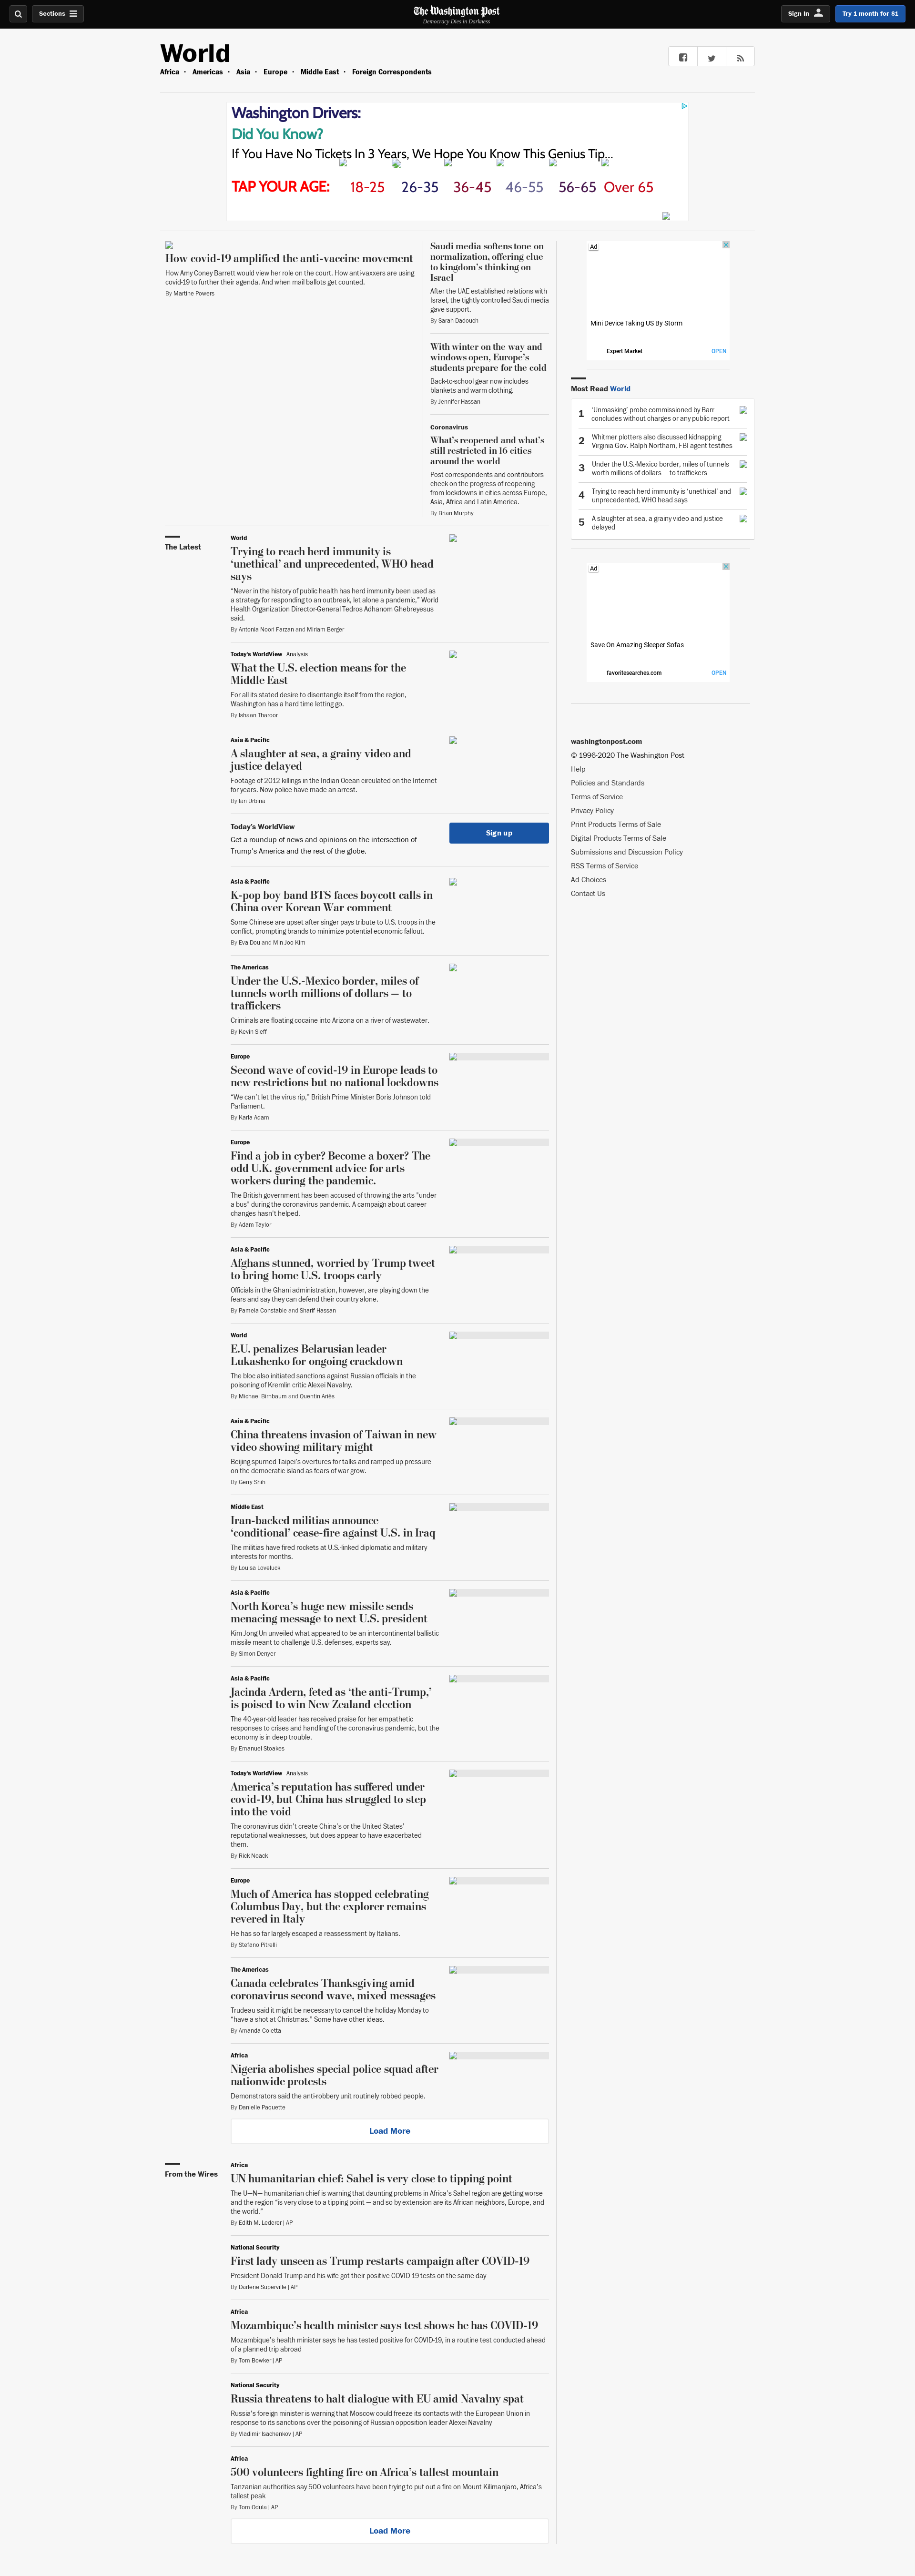 Sections
The Washington Post
Democracy Dies in Darkness
Sign In
Try 1 month for $1
World
Africa • Americas • Asia • Europe • Middle East • Foreign Correspondents
Washington Drivers:
Did You Know?
If You Have No Tickets In 3 Years, We Hope You Know This Genius Tip...
TAP YOUR AGE: 18-25 26-35 36-45 46-55 56-65 Over 65
How covid-19 amplified the anti-vaccine movement
How Amy Coney Barrett would view her role on the court. How anti-vaxxers are using
covid-19 to further their agenda. And when mail ballots get counted.
By Martine Powers
Saudi media softens tone on
normalization, offering clue
to kingdom's thinking on
Israel
After the UAE established relations with
Israel, the tightly controlled Saudi media
gave support.
By Sarah Dadouch
With winter on the way and
windows open, Europe's
students prepare for the cold
Back-to-school gear now includes
blankets and warm clothing.
By Jennifer Hassan
Coronavirus
What's reopened and what's
still restricted in 16 cities
around the world
Post correspondents and contributors
check on the progress of reopening
from lockdowns in cities across Europe,
Asia, Africa and Latin America.
By Brian Murphy
Ad
Mini Device Taking US By Storm
Expert Market
OPEN
Most Read World
1 'Unmasking' probe commissioned by Barr
concludes without charges or any public report
2 Whitmer plotters also discussed kidnapping
Virginia Gov. Ralph Northam, FBI agent testifies
3 Under the U.S.-Mexico border, miles of tunnels
worth millions of dollars — to traffickers
4 Trying to reach herd immunity is 'unethical' and
unprecedented, WHO head says
5 A slaughter at sea, a grainy video and justice
delayed
Ad
Save On Amazing Sleeper Sofas
favoritesearches.com
OPEN
washingtonpost.com
© 1996-2020 The Washington Post
Help
Policies and Standards
Terms of Service
Privacy Policy
Print Products Terms of Sale
Digital Products Terms of Sale
Submissions and Discussion Policy
RSS Terms of Service
Ad Choices
Contact Us
The Latest
World
Trying to reach herd immunity is
'unethical' and unprecedented, WHO head
says
"Never in the history of public health has herd immunity been used as
a strategy for responding to an outbreak, let alone a pandemic," World
Health Organization Director-General Tedros Adhanom Ghebreyesus
said.
By Antonia Noori Farzan and Miriam Berger
Today's WorldView Analysis
What the U.S. election means for the
Middle East
For all its stated desire to disentangle itself from the region,
Washington has a hard time letting go.
By Ishaan Tharoor
Asia & Pacific
A slaughter at sea, a grainy video and
justice delayed
Footage of 2012 killings in the Indian Ocean circulated on the Internet
for years. Now police have made an arrest.
By Ian Urbina
Today's WorldView
Get a roundup of news and opinions on the intersection of
Trump's America and the rest of the globe.
Sign up
Asia & Pacific
K-pop boy band BTS faces boycott calls in
China over Korean War comment
Some Chinese are upset after singer pays tribute to U.S. troops in the
conflict, prompting brands to minimize potential economic fallout.
By Eva Dou and Min Joo Kim
The Americas
Under the U.S.-Mexico border, miles of
tunnels worth millions of dollars — to
traffickers
Criminals are floating cocaine into Arizona on a river of wastewater.
By Kevin Sieff
Europe
Second wave of covid-19 in Europe leads to
new restrictions but no national lockdowns
"We can't let the virus rip," British Prime Minister Boris Johnson told
Parliament.
By Karla Adam
Europe
Find a job in cyber? Become a boxer? The
odd U.K. government advice for arts
workers during the pandemic.
The British government has been accused of throwing the arts "under
a bus" during the coronavirus pandemic. A campaign about career
changes hasn't helped.
By Adam Taylor
Asia & Pacific
Afghans stunned, worried by Trump tweet
to bring home U.S. troops early
Officials in the Ghani administration, however, are playing down the
fears and say they can defend their country alone.
By Pamela Constable and Sharif Hassan
World
E.U. penalizes Belarusian leader
Lukashenko for ongoing crackdown
The bloc also initiated sanctions against Russian officials in the
poisoning of Kremlin critic Alexei Navalny.
By Michael Birnbaum and Quentin Ariès
Asia & Pacific
China threatens invasion of Taiwan in new
video showing military might
Beijing spurned Taipei's overtures for talks and ramped up pressure
on the democratic island as fears of war grow.
By Gerry Shih
Middle East
Iran-backed militias announce
'conditional' cease-fire against U.S. in Iraq
The militias have fired rockets at U.S.-linked diplomatic and military
interests for months.
By Louisa Loveluck
Asia & Pacific
North Korea's huge new missile sends
menacing message to next U.S. president
Kim Jong Un unveiled what appeared to be an intercontinental ballistic
missile meant to challenge U.S. defenses, experts say.
By Simon Denyer
Asia & Pacific
Jacinda Ardern, feted as 'the anti-Trump,'
is poised to win New Zealand election
The 40-year-old leader has received praise for her empathetic
responses to crises and handling of the coronavirus pandemic, but the
economy is in deep trouble.
By Emanuel Stoakes
Today's WorldView Analysis
America's reputation has suffered under
covid-19, but China has struggled to step
into the void
The coronavirus didn't create China's or the United States'
reputational weaknesses, but does appear to have exacerbated
them.
By Rick Noack
Europe
Much of America has stopped celebrating
Columbus Day, but the explorer remains
revered in Italy
He has so far largely escaped a reassessment by Italians.
By Stefano Pitrelli
The Americas
Canada celebrates Thanksgiving amid
coronavirus second wave, mixed messages
Trudeau said it might be necessary to cancel the holiday Monday to
"have a shot at Christmas." Some have other ideas.
By Amanda Coletta
Africa
Nigeria abolishes special police squad after
nationwide protests
Demonstrators said the anti-robbery unit routinely robbed people.
By Danielle Paquette
Load More
From the Wires
Africa
UN humanitarian chief: Sahel is very close to tipping point
The U—N— humanitarian chief is warning that daunting problems in Africa's Sahel region are getting worse
and the region "is very close to a tipping point — and so by extension are its African neighbors, Europe, and
the world."
By Edith M. Lederer | AP
National Security
First lady unseen as Trump restarts campaign after COVID-19
President Donald Trump and his wife got their positive COVID-19 tests on the same day
By Darlene Superville | AP
Africa
Mozambique's health minister says test shows he has COVID-19
Mozambique's health minister says he has tested positive for COVID-19, in a routine test conducted ahead
of a planned trip abroad
By Tom Bowker | AP
National Security
Russia threatens to halt dialogue with EU amid Navalny spat
Russia's foreign minister is warning that Moscow could freeze its contacts with the European Union in
response to its sanctions over the poisoning of Russian opposition leader Alexei Navalny
By Vladimir Isachenkov | AP
Africa
500 volunteers fighting fire on Africa's tallest mountain
Tanzanian authorities say 500 volunteers have been trying to put out a fire on Mount Kilimanjaro, Africa's
tallest peak
By Tom Odula | AP
Load More